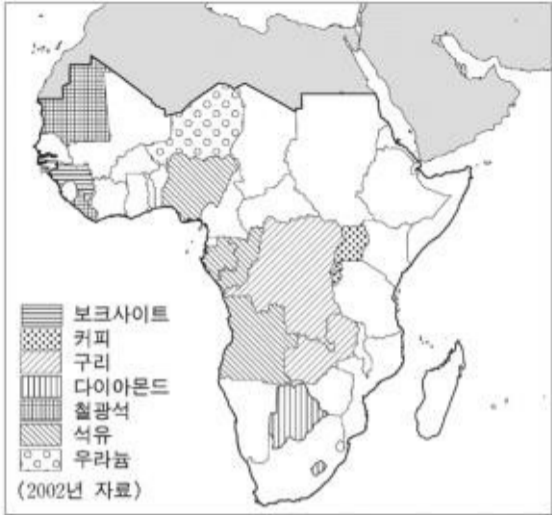 보크사이트
커피
구리
다이아몬드
철광석
석유
우라늄
(2002년 자료)